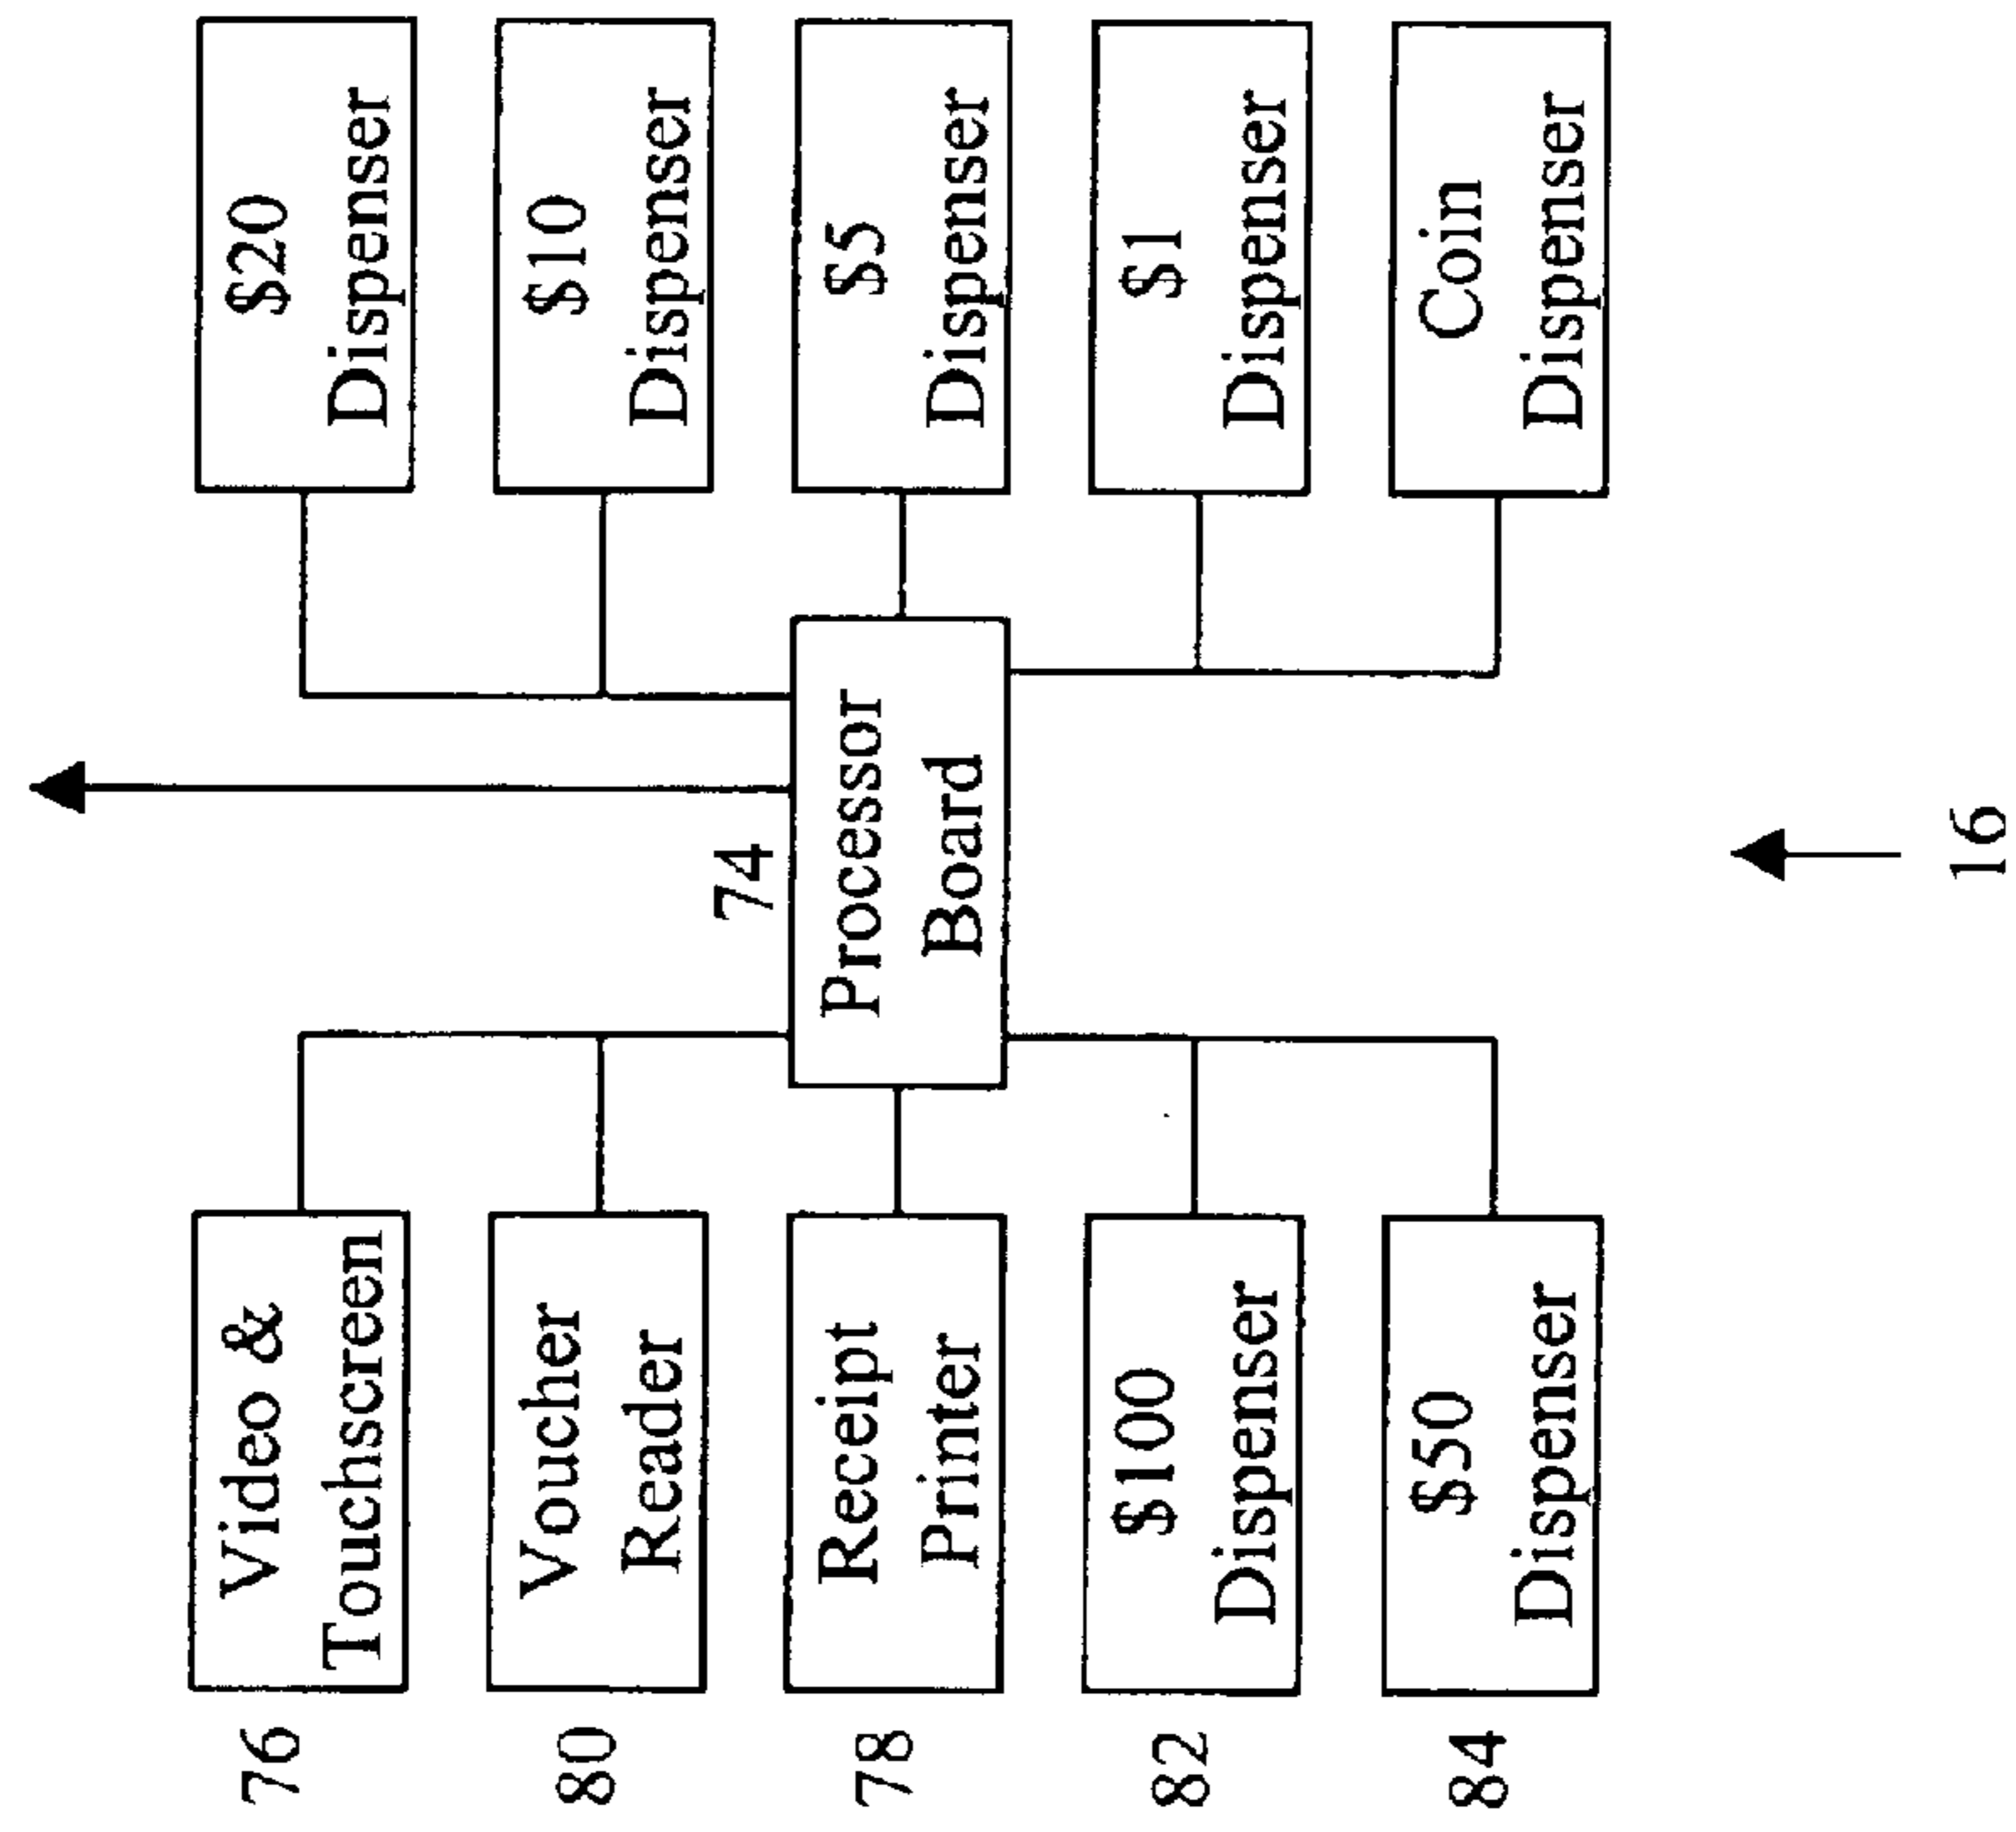 76
Video &
Touchscreen
80
Voucher
Reader
78
Receipt
Printer
82
$100
Dispenser
84
$50
Dispenser
74
Processor
Board
$20
Dispenser
$10
Dispenser
$5
Dispenser
$1
Dispenser
Coin
Dispenser
16